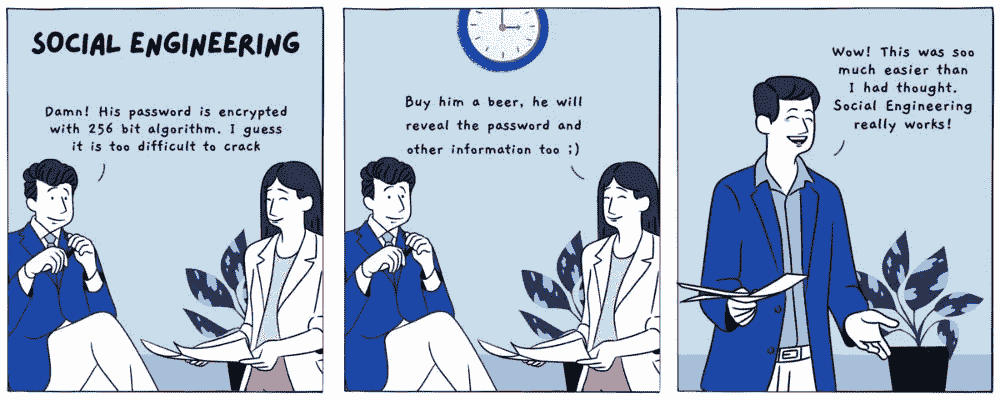 SOCIAL ENGINEERING
Damn! His password is encrypted
with 256 bit algorithm. I guess
it is too difficult to crack
Buy him a beer, he will
reveal the password and
other information too ;)
Wow! This was soo
much easier than
I had thought.
Social Engineering
really works!